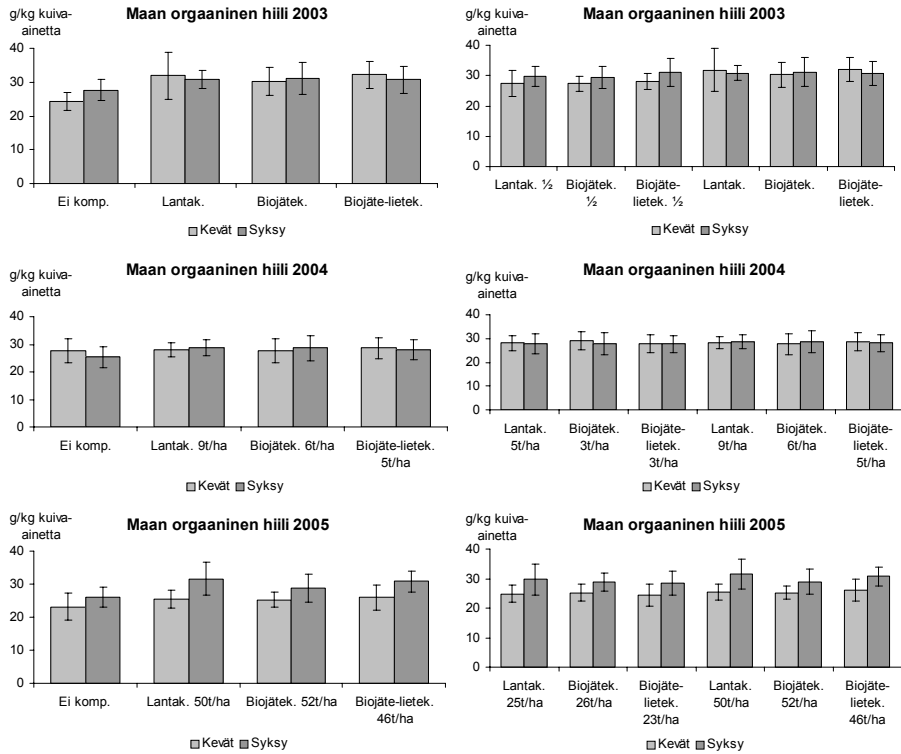 g/kg kuiva-
ainetta
Maan orgaaninen hiili 2003
40
30
20
10
0
Ei komp.
Lantak.
Biojätek.
Biojäte-lietek.
Kevät
Syksy
g/kg kuiva-
ainetta
Maan orgaaninen hiili 2003
40
30
20
10
0
Lantak. ½
Biojätek.
½
Biojäte-
lietek. ½
Lantak.
Biojätek.
Biojäte-
lietek.
Kevät
Syksy
g/kg kuiva-
ainetta
Maan orgaaninen hiili 2004
40
30
20
10
0
Ei komp.
Lantak. 9t/ha
Biojätek. 6t/ha
Biojäte-lietek.
5t/ha
Kevät
Syksy
g/kg kuiva-
ainetta
Maan orgaaninen hiili 2004
40
30
20
10
0
Lantak.
5t/ha
Biojätek.
3t/ha
Biojäte-
lietek.
3t/ha
Lantak.
9t/ha
Biojätek.
6t/ha
Biojäte-
lietek.
5t/ha
Kevät
Syksy
g/kg kuiva-
ainetta
Maan orgaaninen hiili 2005
40
30
20
10
0
Ei komp.
Lantak. 50t/ha
Biojätek. 52t/ha
Biojäte-lietek.
46t/ha
Kevät
Syksy
g/kg kuiva-
ainetta
Maan orgaaninen hiili 2005
40
30
20
10
0
Lantak.
25t/ha
Biojätek.
26t/ha
Biojäte-
lietek.
23t/ha
Lantak.
50t/ha
Biojätek.
52t/ha
Biojäte-
lietek.
46t/ha
Kevät
Syksy